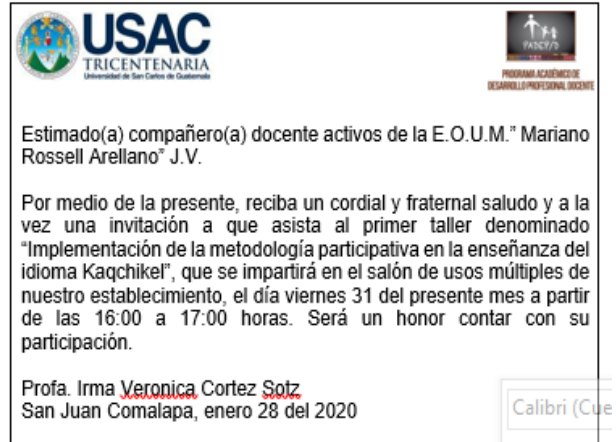 USAC
TRICENTENARIA
Universidad de San Carlos de Guatemala
PADEP/D
PROGRAMA ACADÉMICO DE
DESARROLLO PROFESIONAL DOCENTE
Estimado(a) compañero(a) docente activos de la E.O.U.M.” Mariano
Rossell Arellano” J.V.
Por medio de la presente, reciba un cordial y fraternal saludo y a la
vez una invitación a que asista al primer taller denominado
“Implementación de la metodología participativa en la enseñanza del
idioma Kaqchikel”, que se impartirá en el salón de usos múltiples de
nuestro establecimiento, el día viernes 31 del presente mes a partir
de las 16:00 a 17:00 horas. Será un honor contar con su
participación.
Profa. Irma Veronica Cortez Sotz
San Juan Comalapa, enero 28 del 2020
Calibri (Cue